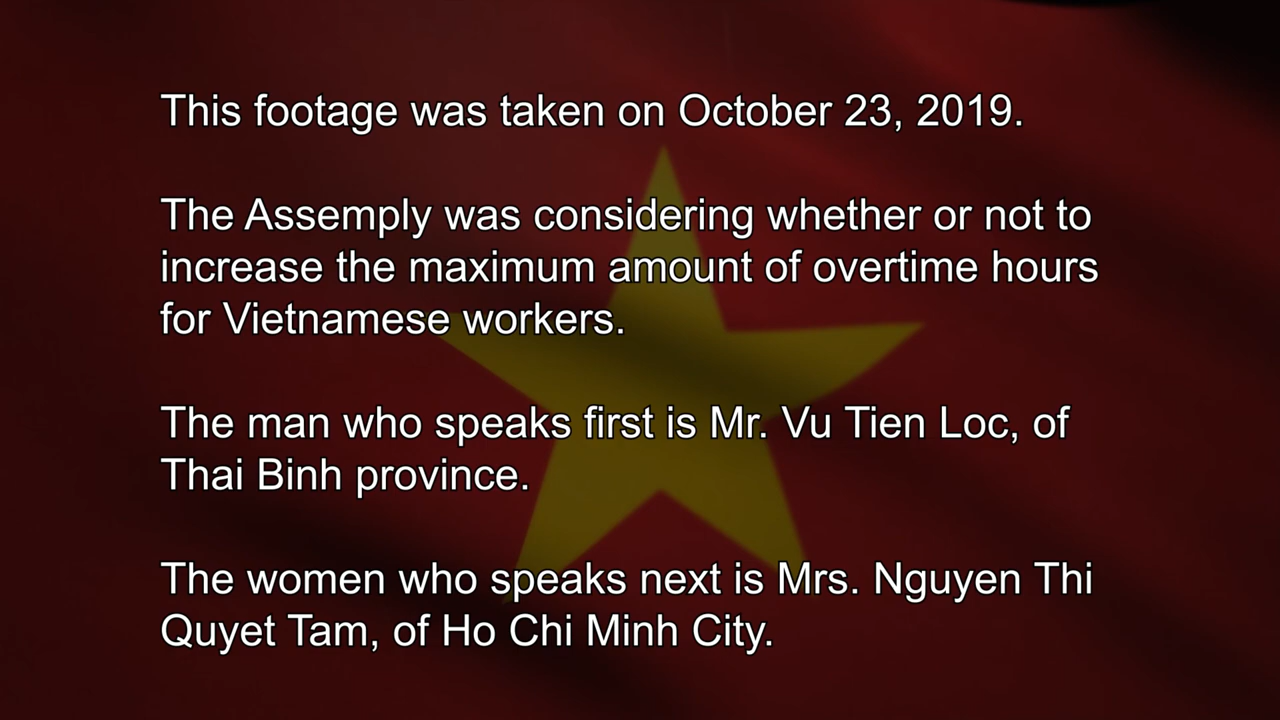 This footage was taken on October 23, 2019.
The Assemply was considering whether or not to
increase the maximum amount of overtime hours
for Vietnamese workers.
The man who speaks first is Mr. Vu Tien Loc, of
Thai Binh province.
The women who speaks next is Mrs. Nguyen Thi
Quyet Tam, of Ho Chi Minh City.